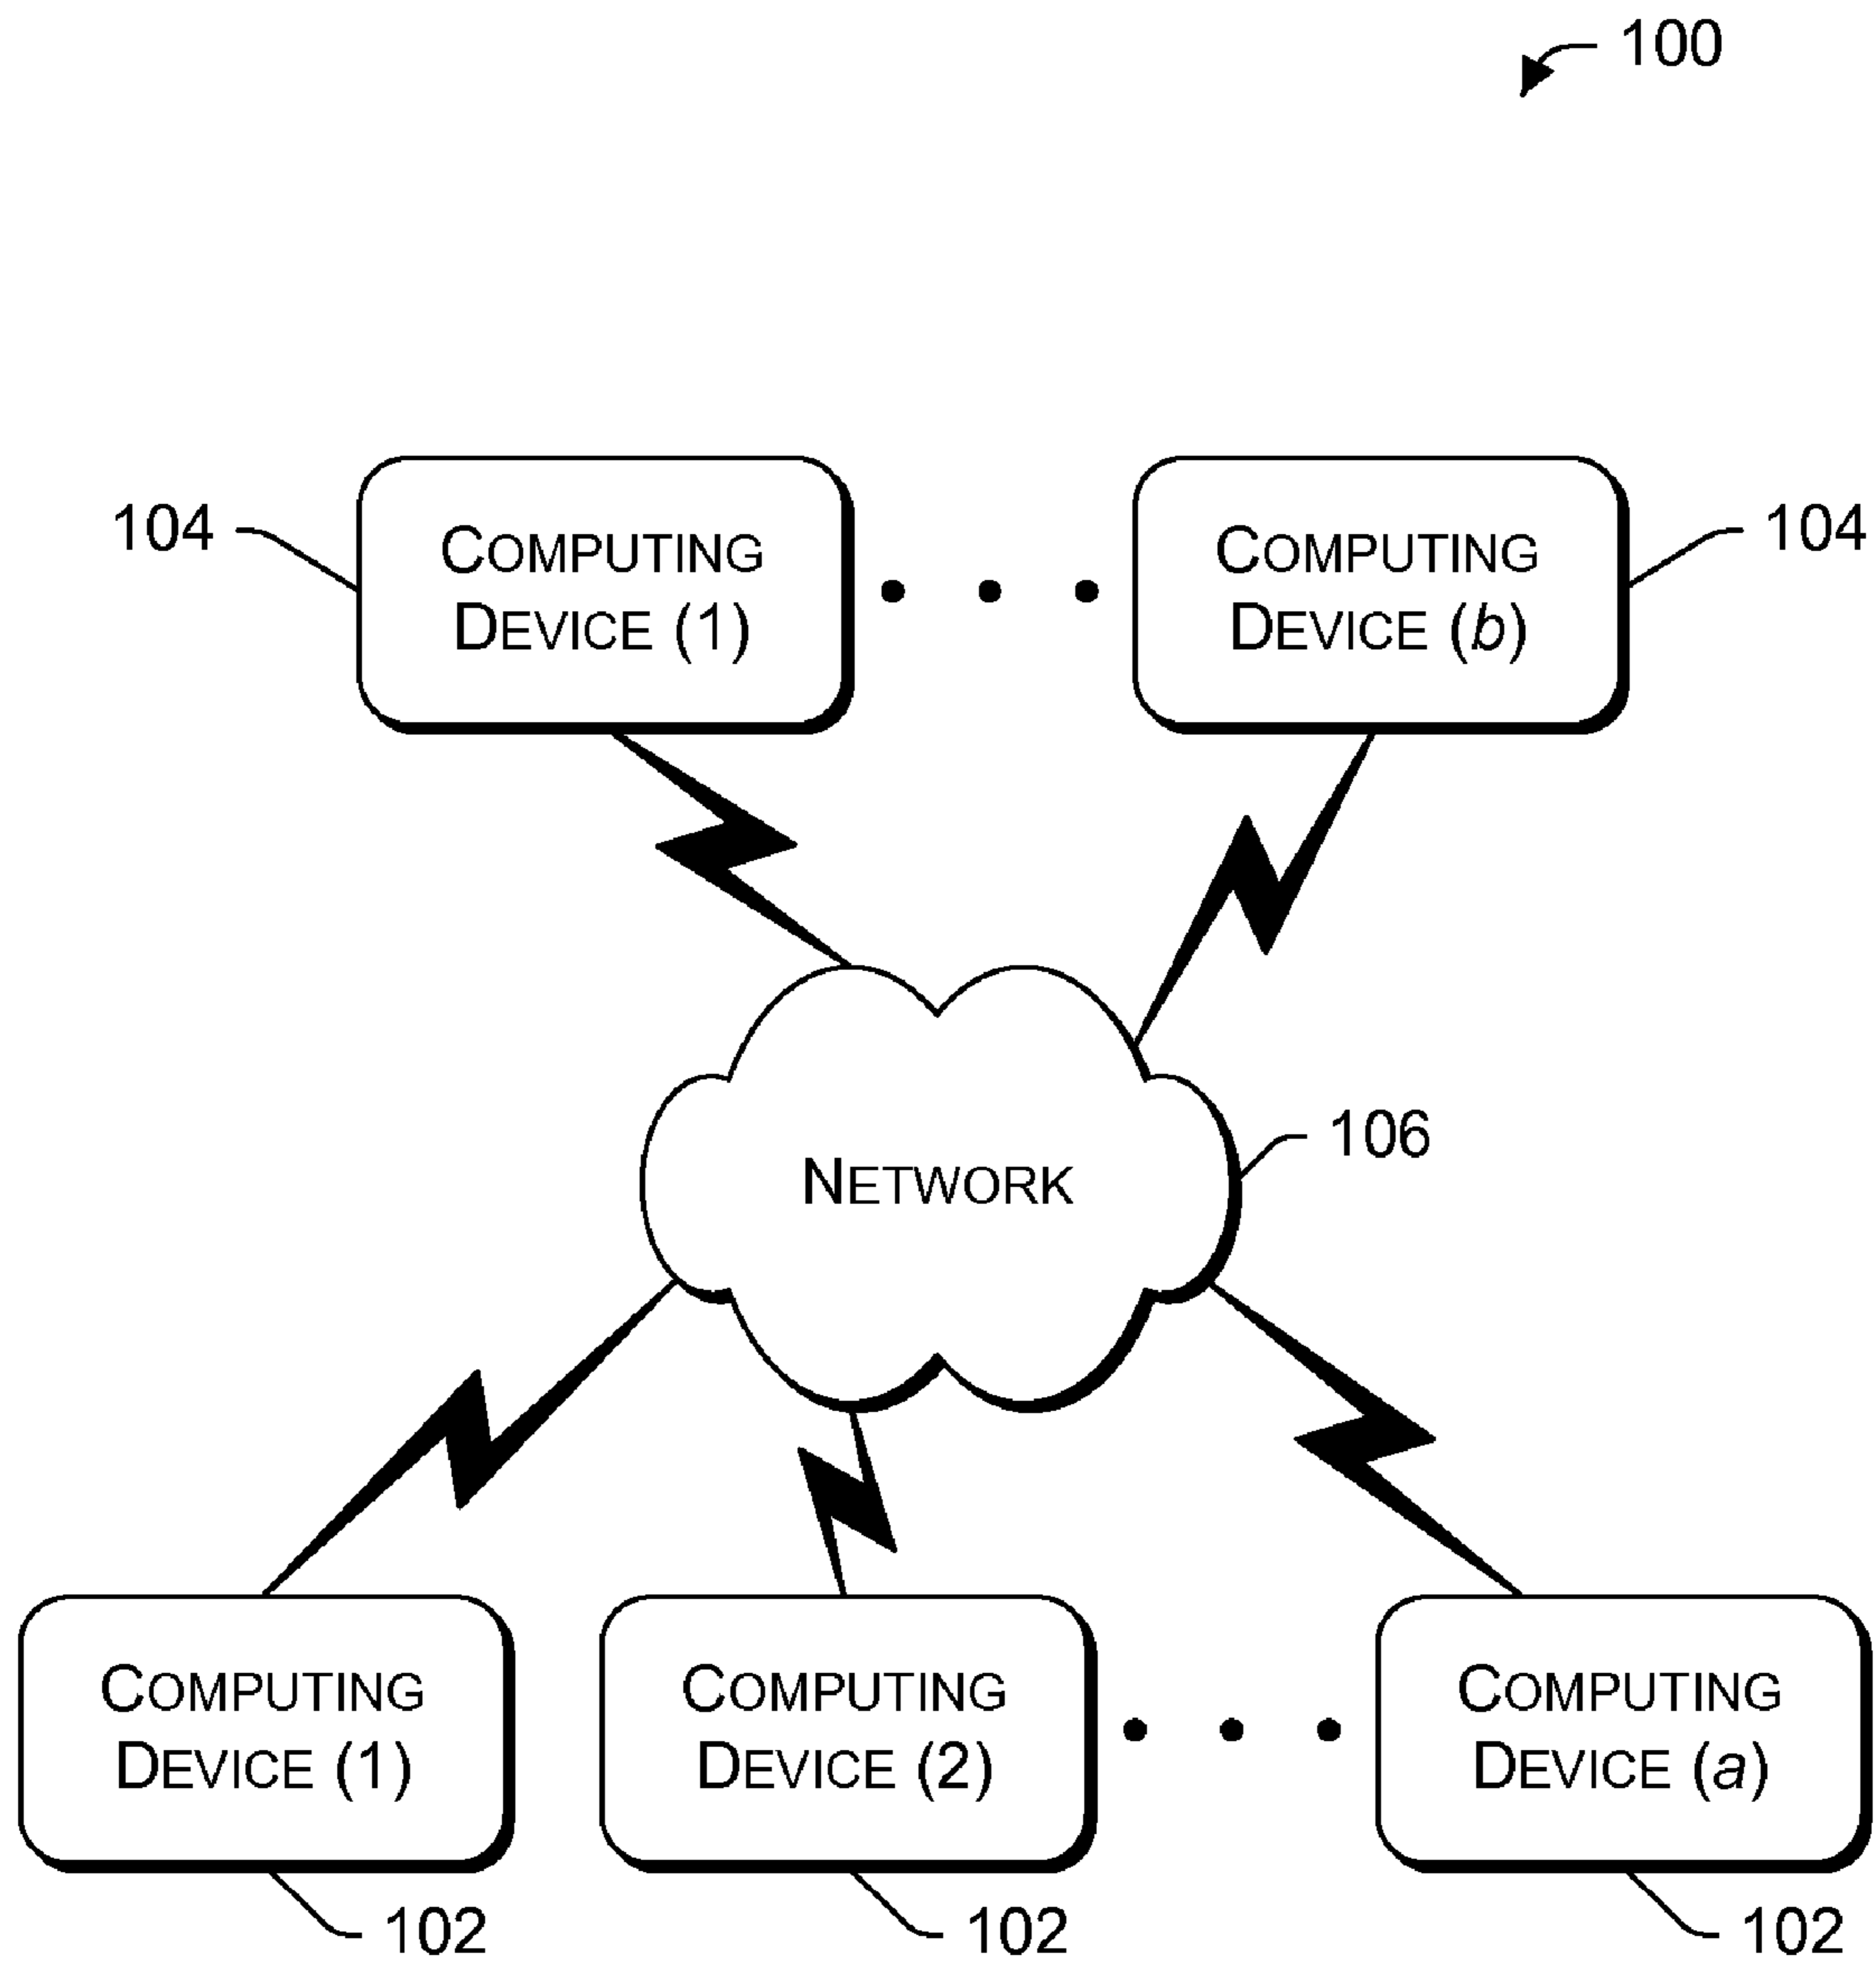 100
104
COMPUTING
DEVICE (1)
COMPUTING
DEVICE (b)
104
106
NETWORK
COMPUTING
DEVICE (1)
COMPUTING
DEVICE (2)
COMPUTING
DEVICE (a)
102
102
102